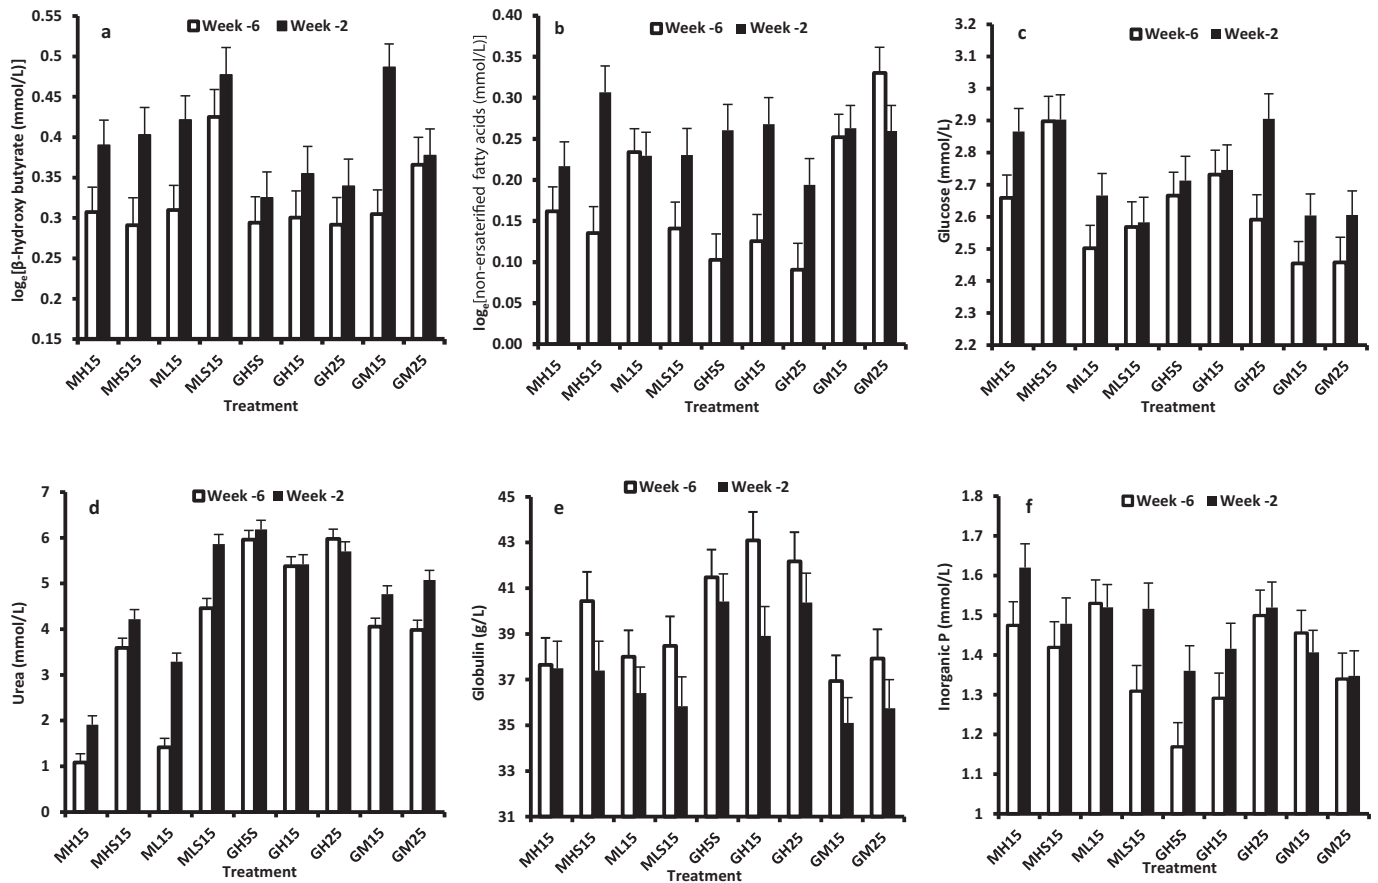 a
Week -6 Week -2
log_e[β-hydroxy butyrate (mmol/L)]
0.55
0.5
0.45
0.4
0.35
0.3
0.25
0.2
0.15
MH15 MHS15 ML15 MLS15 GH5S GH15 GH25 GM15 GM25
Treatment
b
Week -6 Week -2
log_e[non-ersaterified fatty acids (mmol/L)]
0.40
0.35
0.30
0.25
0.20
0.15
0.10
0.05
0.00
MH15 MHS15 ML15 MLS15 GH5S GH15 GH25 GM15 GM25
Treatment
c
Week-6 Week-2
Glucose (mmol/L)
3.2
3.1
3
2.9
2.8
2.7
2.6
2.5
2.4
2.3
2.2
MH15 MHS15 ML15 MLS15 GH5S GH15 GH25 GM15 GM25
Treatment
d
Week -6 Week -2
Urea (mmol/L)
7
6
5
4
3
2
1
0
MH15 MHS15 ML15 MLS15 GH5S GH15 GH25 GM15 GM25
Treatment
e
Week -6 Week -2
Globulin (g/L)
45
43
41
39
37
35
33
31
MH15 MHS15 ML15 MLS15 GH5S GH15 GH25 GM15 GM25
Treatment
f
Week -6 Week -2
Inorganic P (mmol/L)
1.8
1.7
1.6
1.5
1.4
1.3
1.2
1.1
1
MH15 MHS15 ML15 MLS15 GH5S GH15 GH25 GM15 GM25
Treatment